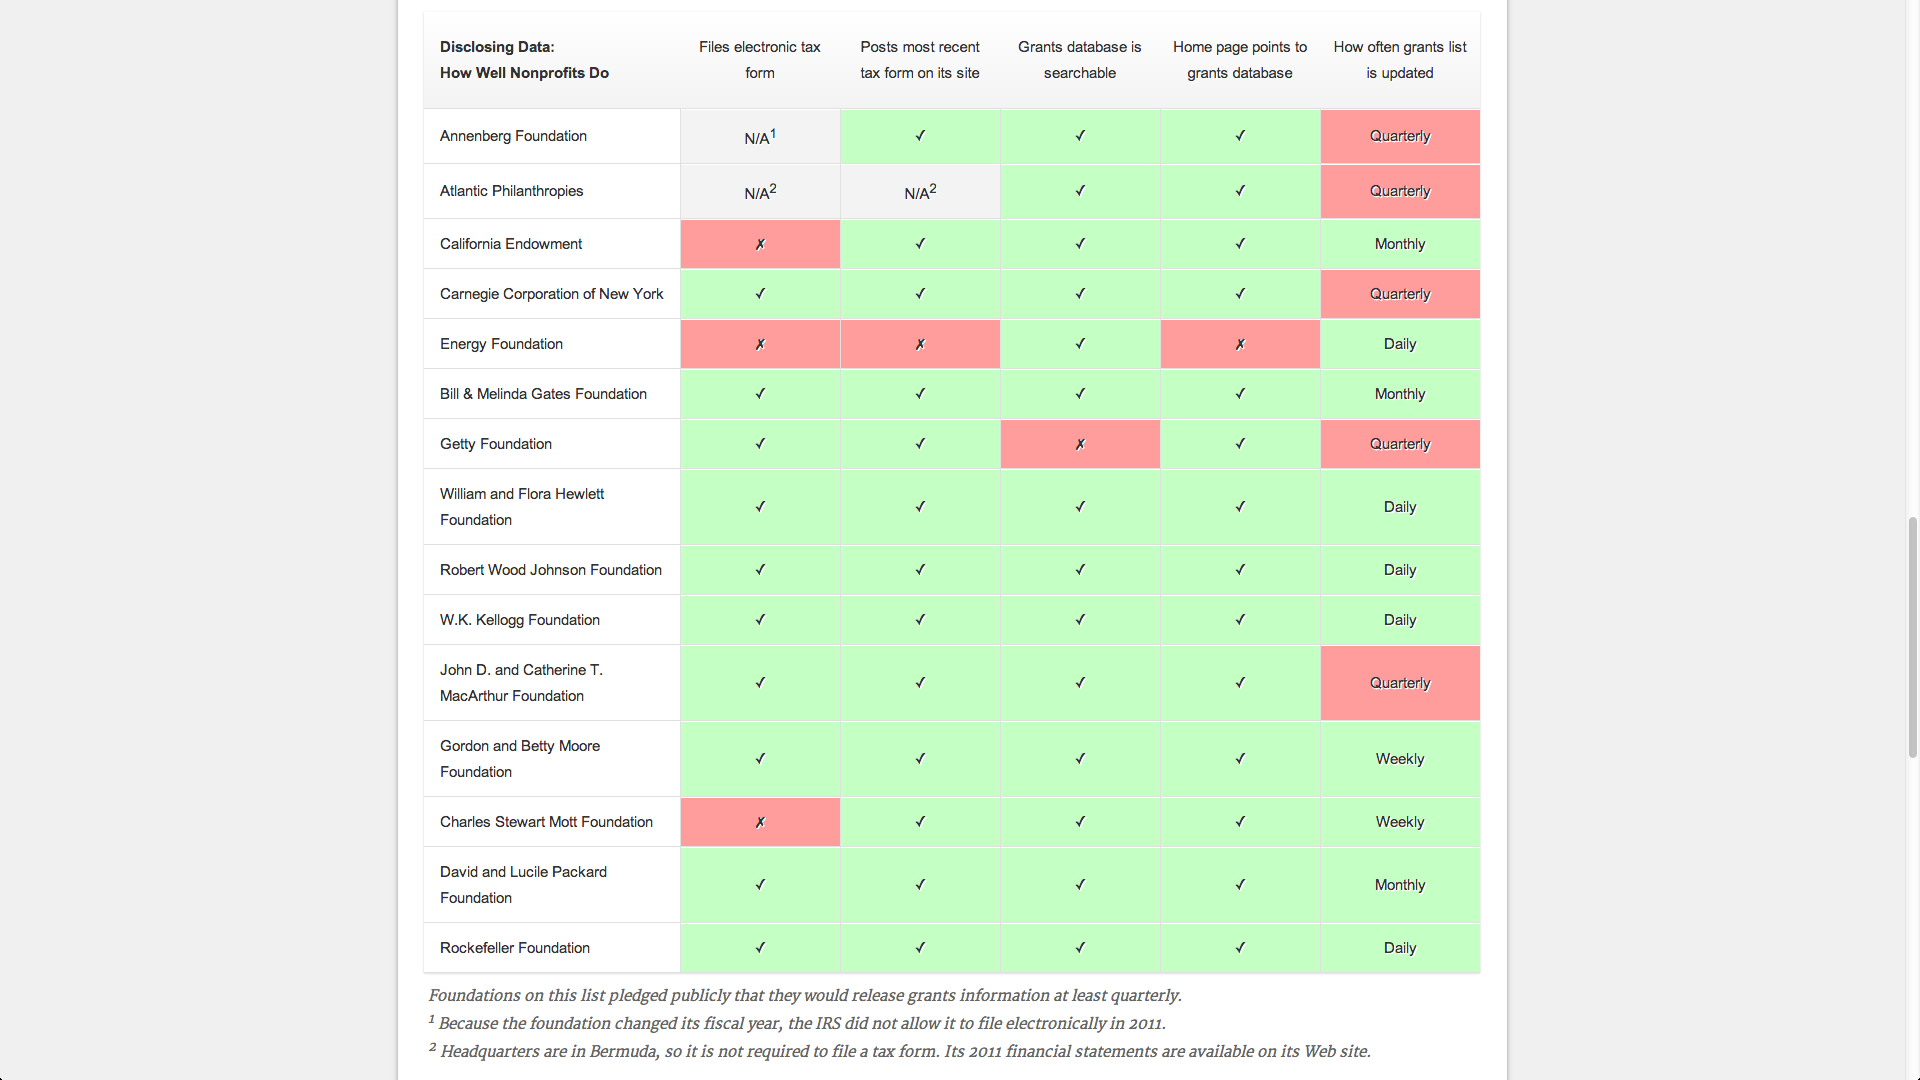 Disclosing Data:
How Well Nonprofits Do
Files electronic tax
form
Posts most recent
tax form on its site
Grants database is
searchable
Home page points to
grants database
How often grants list
is updated
Annenberg Foundation N/A¹ ✓ ✓ ✓ Quarterly
Atlantic Philanthropies N/A² N/A² ✓ ✓ Quarterly
California Endowment ✗ ✓ ✓ ✓ Monthly
Carnegie Corporation of New York ✓ ✓ ✓ ✓ Quarterly
Energy Foundation ✗ ✗ ✓ ✗ Daily
Bill & Melinda Gates Foundation ✓ ✓ ✓ ✓ Monthly
Getty Foundation ✓ ✓ ✗ ✓ Quarterly
William and Flora Hewlett
Foundation ✓ ✓ ✓ ✓ Daily
Robert Wood Johnson Foundation ✓ ✓ ✓ ✓ Daily
W.K. Kellogg Foundation ✓ ✓ ✓ ✓ Daily
John D. and Catherine T.
MacArthur Foundation ✓ ✓ ✓ ✓ Quarterly
Gordon and Betty Moore
Foundation ✓ ✓ ✓ ✓ Weekly
Charles Stewart Mott Foundation ✗ ✓ ✓ ✓ Weekly
David and Lucile Packard
Foundation ✓ ✓ ✓ ✓ Monthly
Rockefeller Foundation ✓ ✓ ✓ ✓ Daily
Foundations on this list pledged publicly that they would release grants information at least quarterly.
¹ Because the foundation changed its fiscal year, the IRS did not allow it to file electronically in 2011.
² Headquarters are in Bermuda, so it is not required to file a tax form. Its 2011 financial statements are available on its Web site.